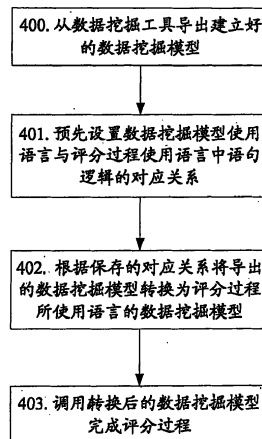 400. 从数据挖掘工具导出建立好
的数据挖掘模型
401. 预先设置数据挖掘模型使用
语言与评分过程使用语言中语句
逻辑的对应关系
402. 根据保存的对应关系将导出
的数据挖掘模型转换为评分过程
所使用语言的数据挖掘模型
403. 调用转换后的数据挖掘模型
完成评分过程